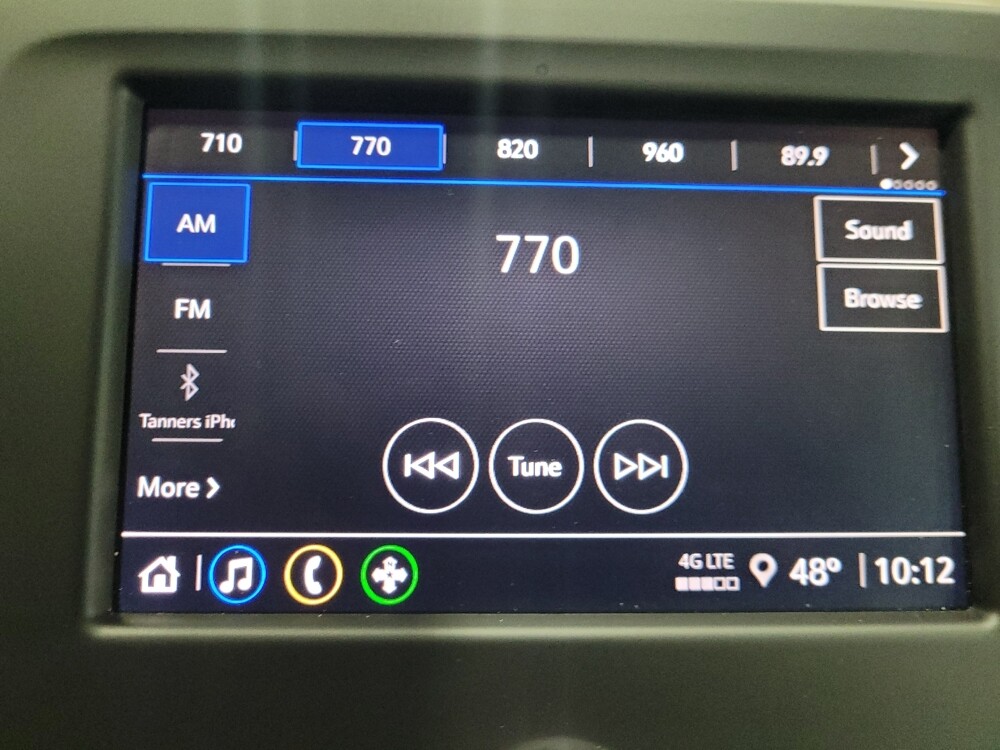 710 770 820 960 89.9
AM
770
Sound
FM
Browse
Tanners iPh
Tune
More
4G LTE
48° 10:12